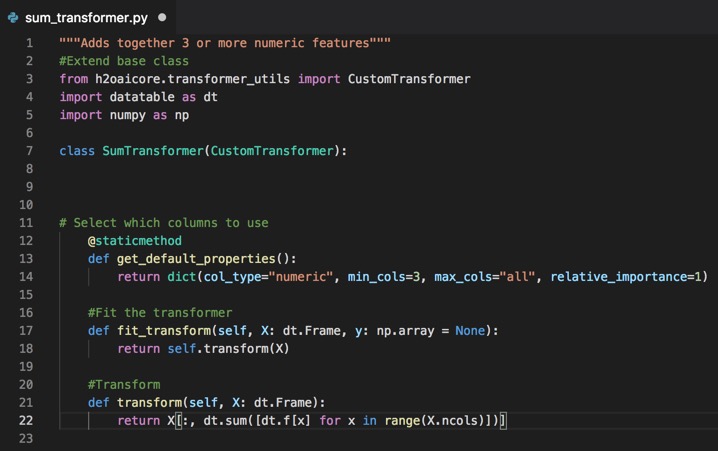 sum_transformer.py
1 """Adds together 3 or more numeric features"""
2 #Extend base class
3 from h2oaicore.transformer_utils import CustomTransformer
4 import datatable as dt
5 import numpy as np
6
7 class SumTransformer(CustomTransformer):
8
9
10
11 # Select which columns to use
12     @staticmethod
13     def get_default_properties():
14         return dict(col_type="numeric", min_cols=3, max_cols="all", relative_importance=1)
15
16     #Fit the transformer
17     def fit_transform(self, X: dt.Frame, y: np.array = None):
18         return self.transform(X)
19
20     #Transform
21     def transform(self, X: dt.Frame):
22         return X[:, dt.sum([dt.f[x] for x in range(X.ncols)])]
23